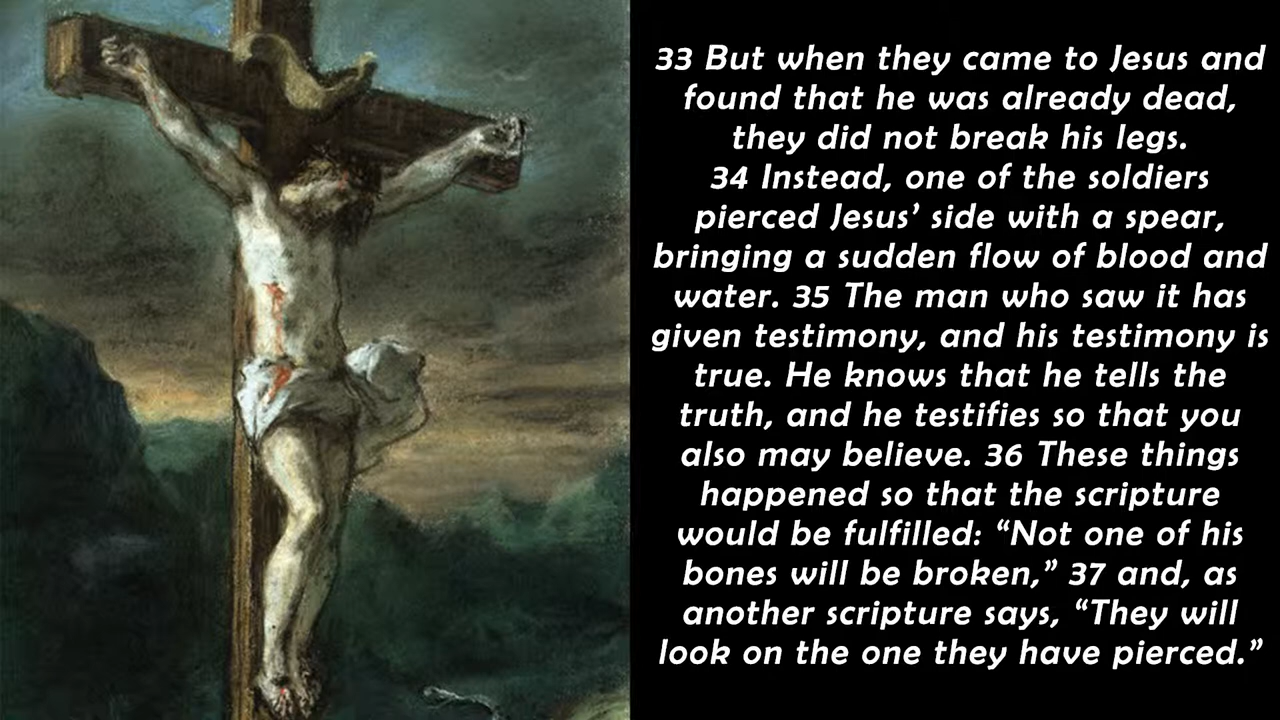 33 But when they came to Jesus and
found that he was already dead,
they did not break his legs.
34 Instead, one of the soldiers
pierced Jesus’ side with a spear,
bringing a sudden flow of blood and
water. 35 The man who saw it has
given testimony, and his testimony is
true. He knows that he tells the
truth, and he testifies so that you
also may believe. 36 These things
happened so that the scripture
would be fulfilled: “Not one of his
bones will be broken,” 37 and, as
another scripture says, “They will
look on the one they have pierced.”